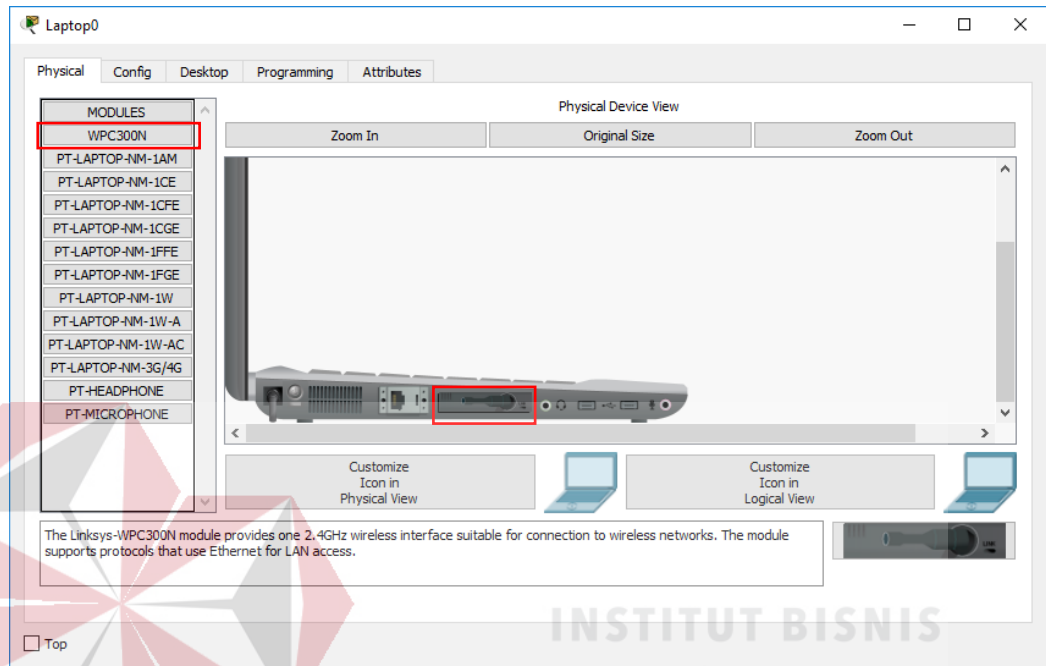 Laptop0
Physical Config Desktop Programming Attributes
MODULES
WPC300N
PT-LAPTOP-NM-1AM
PT-LAPTOP-NM-1CE
PT-LAPTOP-NM-1CFE
PT-LAPTOP-NM-1CGE
PT-LAPTOP-NM-1FFE
PT-LAPTOP-NM-1FGE
PT-LAPTOP-NM-1W
PT-LAPTOP-NM-1W-A
PT-LAPTOP-NM-1W-AC
PT-LAPTOP-NM-3G/4G
PT-HEADPHONE
PT-MICROPHONE
Physical Device View
Zoom In Original Size Zoom Out
Customize
Icon in
Physical View
Customize
Icon in
Logical View
The Linksys-WPC300N module provides one 2.4GHz wireless interface suitable for connection to wireless networks. The module
supports protocols that use Ethernet for LAN access.
LINK
INSTITUT BISNIS
Top